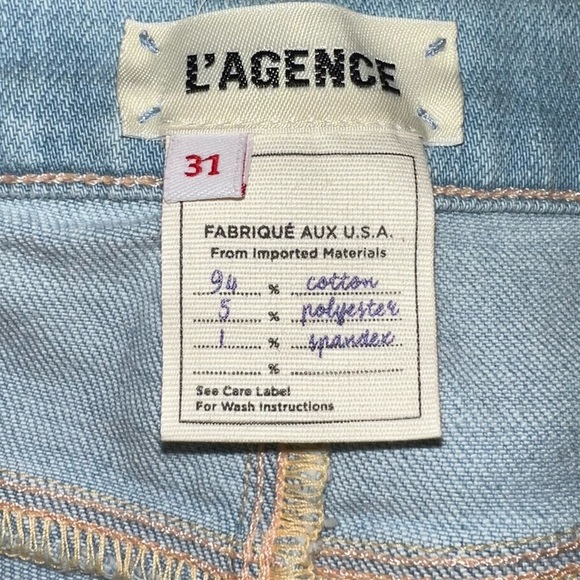 L'AGENCE
31
FABRIQUÉ AUX U.S.A.
From Imported Materials
94 % cotton
5 % polyester
1 % spandex
%
See Care Label
For Wash Instructions